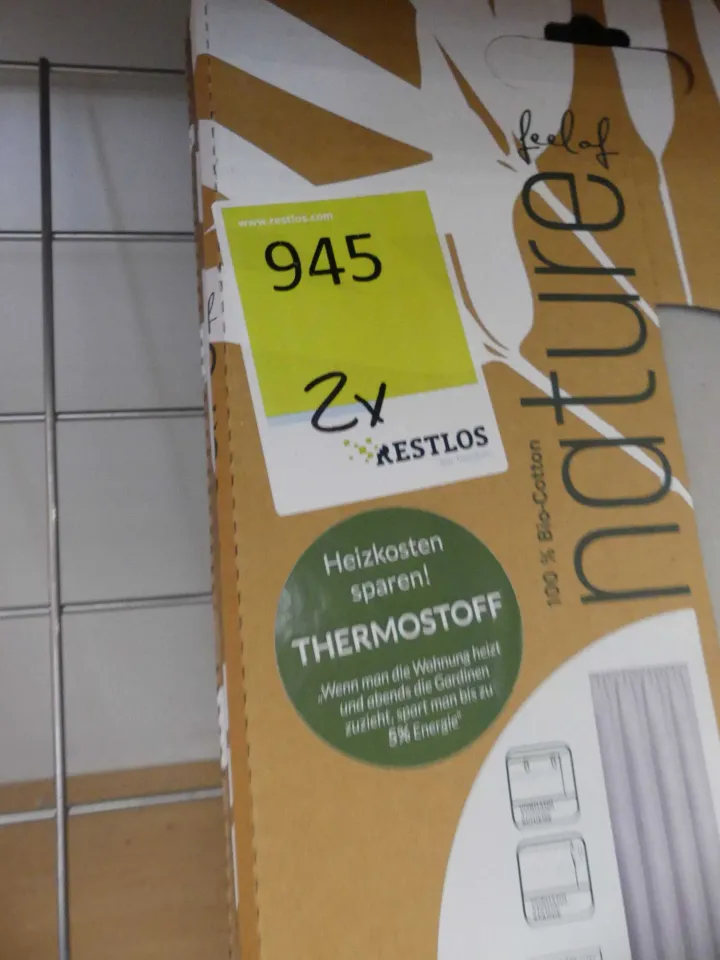 www.restlos.com
945
2x
RESTLOS
feel of
nature
100 % Bio-Cotton
Heizkosten
sparen!
THERMOSTOFF
„Wenn man die Wohnung heizt
und abends die Gardinen
zuzieht, spart man bis zu
5% Energie"